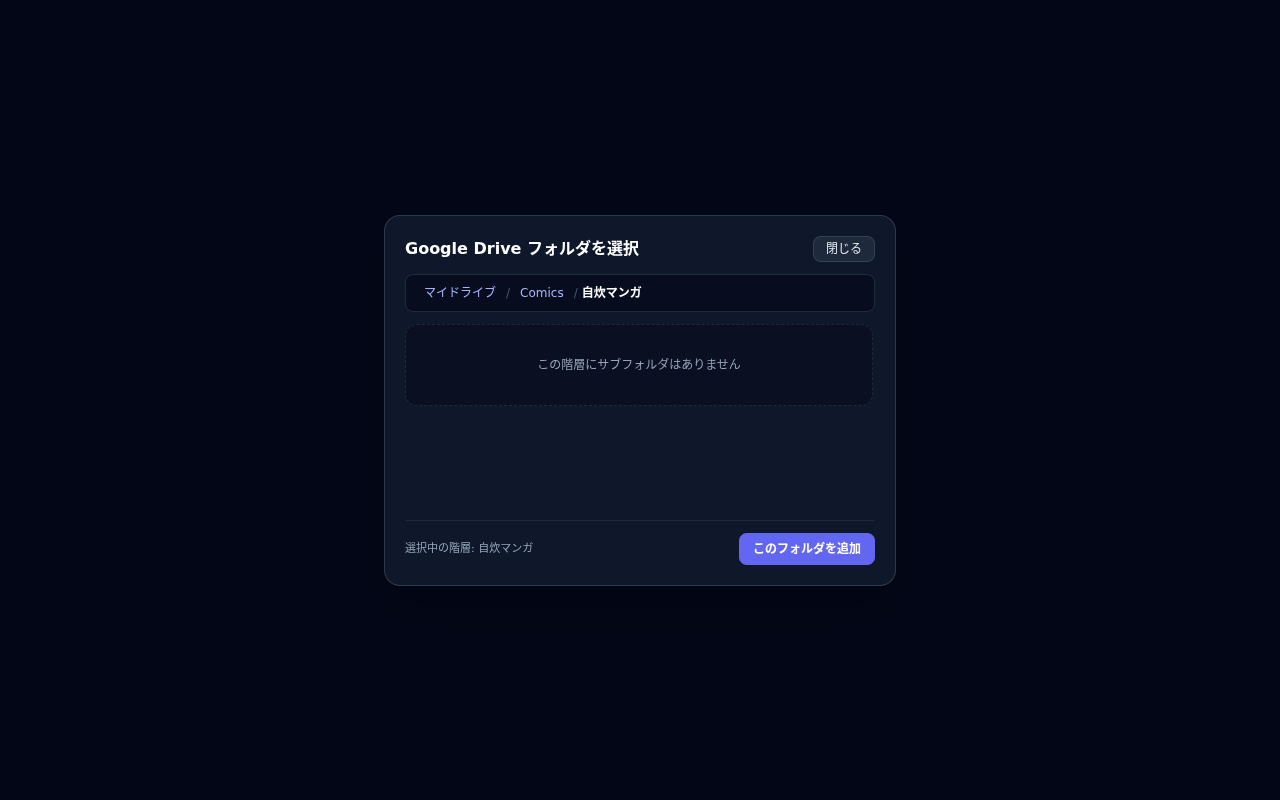 Google Drive フォルダを選択
閉じる
マイドライブ / Comics / 自炊マンガ
この階層にサブフォルダはありません
選択中の階層: 自炊マンガ
このフォルダを追加